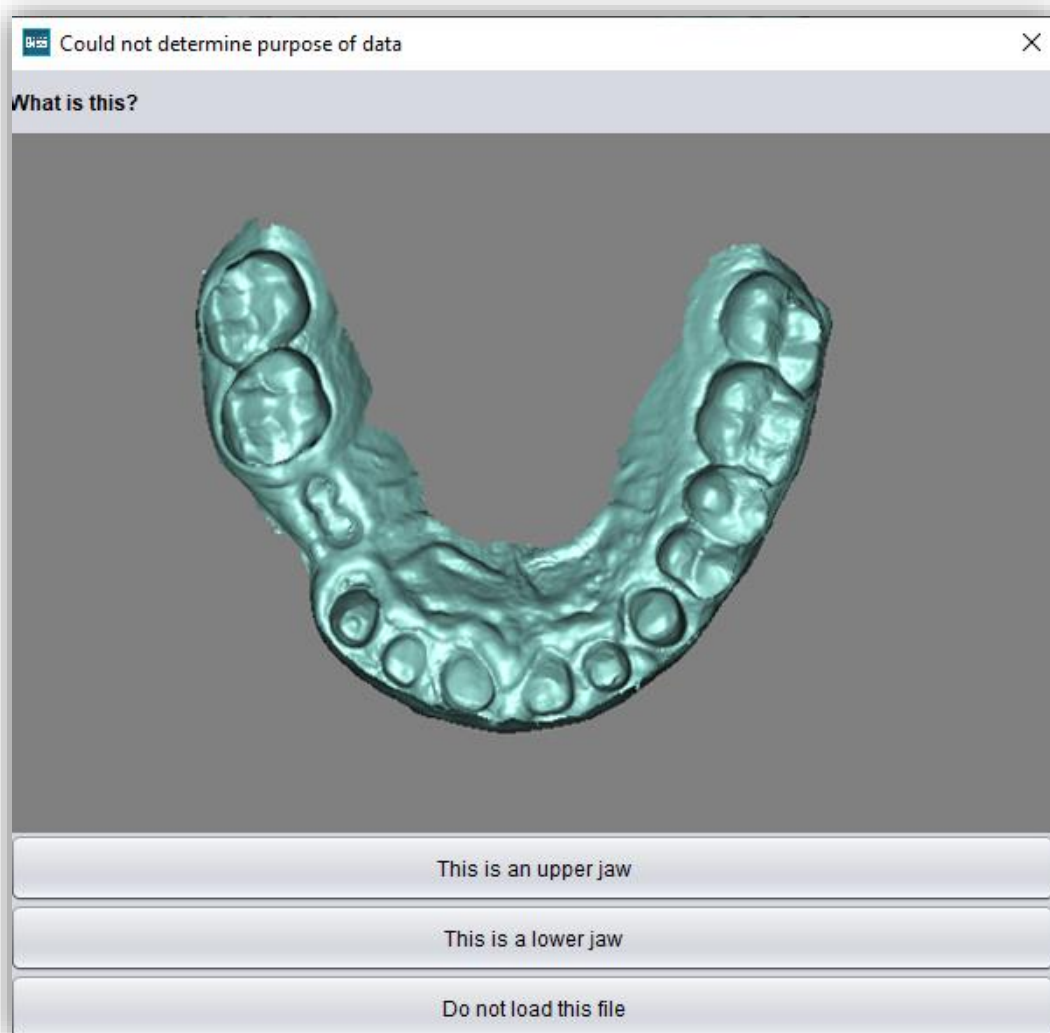 Could not determine purpose of data
What is this?
This is an upper jaw
This is a lower jaw
Do not load this file